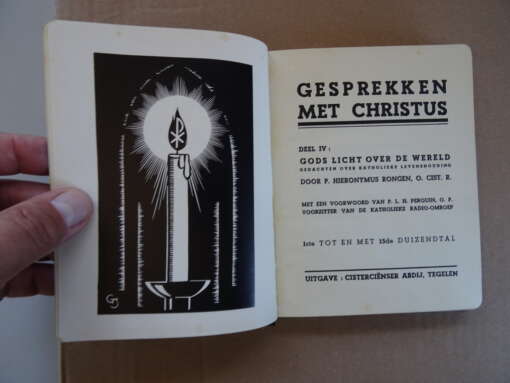 GESPREKKEN
MET CHRISTUS
DEEL IV:
GODS LICHT OVER DE WERELD
GEDACHTEN OVER KATHOLIEKE LEVENSHOUDING
DOOR P. HIERONYMUS RONGEN, O. CIST. R.
MET EEN VOORWOORD VAN P. L. H. PERQUIN, O. P.
VOORZITTER VAN DE KATHOLIEKE RADIO-OMROEP
1ste TOT EN MET 15de DUIZENDTAL
UITGAVE: CISTERCIËNSER ABDIJ, TEGELEN